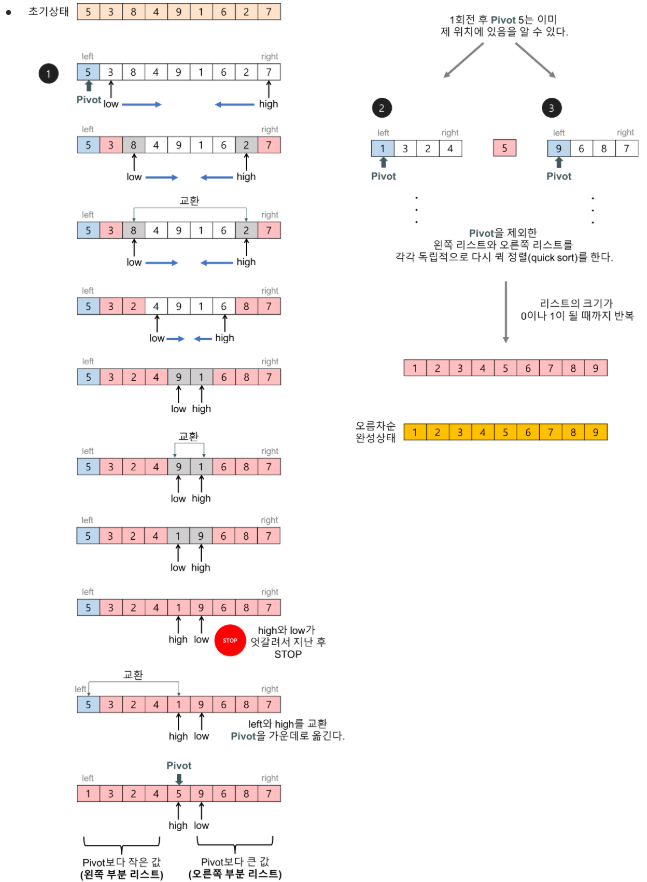 초기상태 5 3 8 4 9 1 6 2 7
1
left right
5 3 8 4 9 1 6 2 7
Pivot low high
left right
5 3 8 4 9 1 6 2 7
low high
교환
left right
5 3 8 4 9 1 6 2 7
low high
left right
5 3 2 4 9 1 6 8 7
low high
left right
5 3 2 4 9 1 6 8 7
low high
교환
left right
5 3 2 4 9 1 6 8 7
low high
left right
5 3 2 4 1 9 6 8 7
low high
left right
5 3 2 4 1 9 6 8 7
high low
STOP
high와 low가
엇갈려서 지난 후
STOP
교환
left right
5 3 2 4 1 9 6 8 7
high low
left와 high를 교환
Pivot을 가운데로 옮긴다.
Pivot
left right
1 3 2 4 5 9 6 8 7
high low
Pivot보다 작은 값
(왼쪽 부분 리스트)
Pivot보다 큰 값
(오른쪽 부분 리스트)
1회전 후 Pivot 5는 이미
제 위치에 있음을 알 수 있다.
2
left right
1 3 2 4
Pivot
5
3
left right
9 6 8 7
Pivot
Pivot을 제외한
왼쪽 리스트와 오른쪽 리스트를
각각 독립적으로 다시 퀵 정렬(quick sort)를 한다.
리스트의 크기가
0이나 1이 될 때까지 반복
1 2 3 4 5 6 7 8 9
오름차순
완성상태
1 2 3 4 5 6 7 8 9